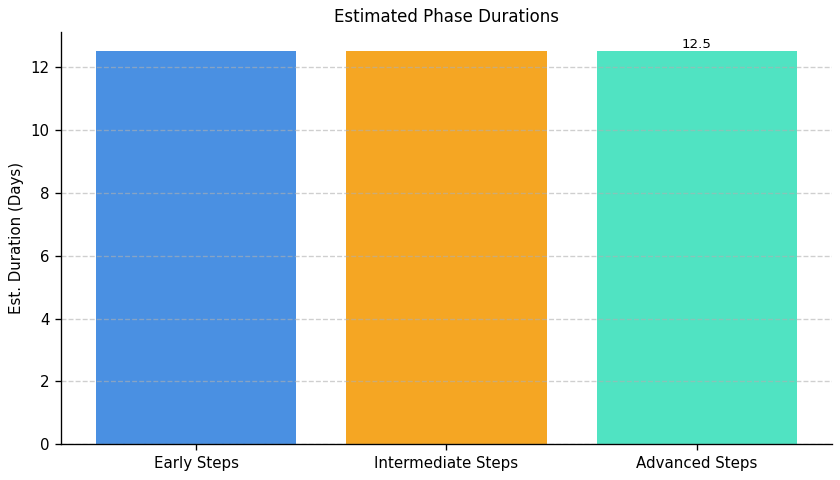 Estimated Phase Durations
12.5
12
10
8
6
4
2
0
Est. Duration (Days)
Early Steps
Intermediate Steps
Advanced Steps